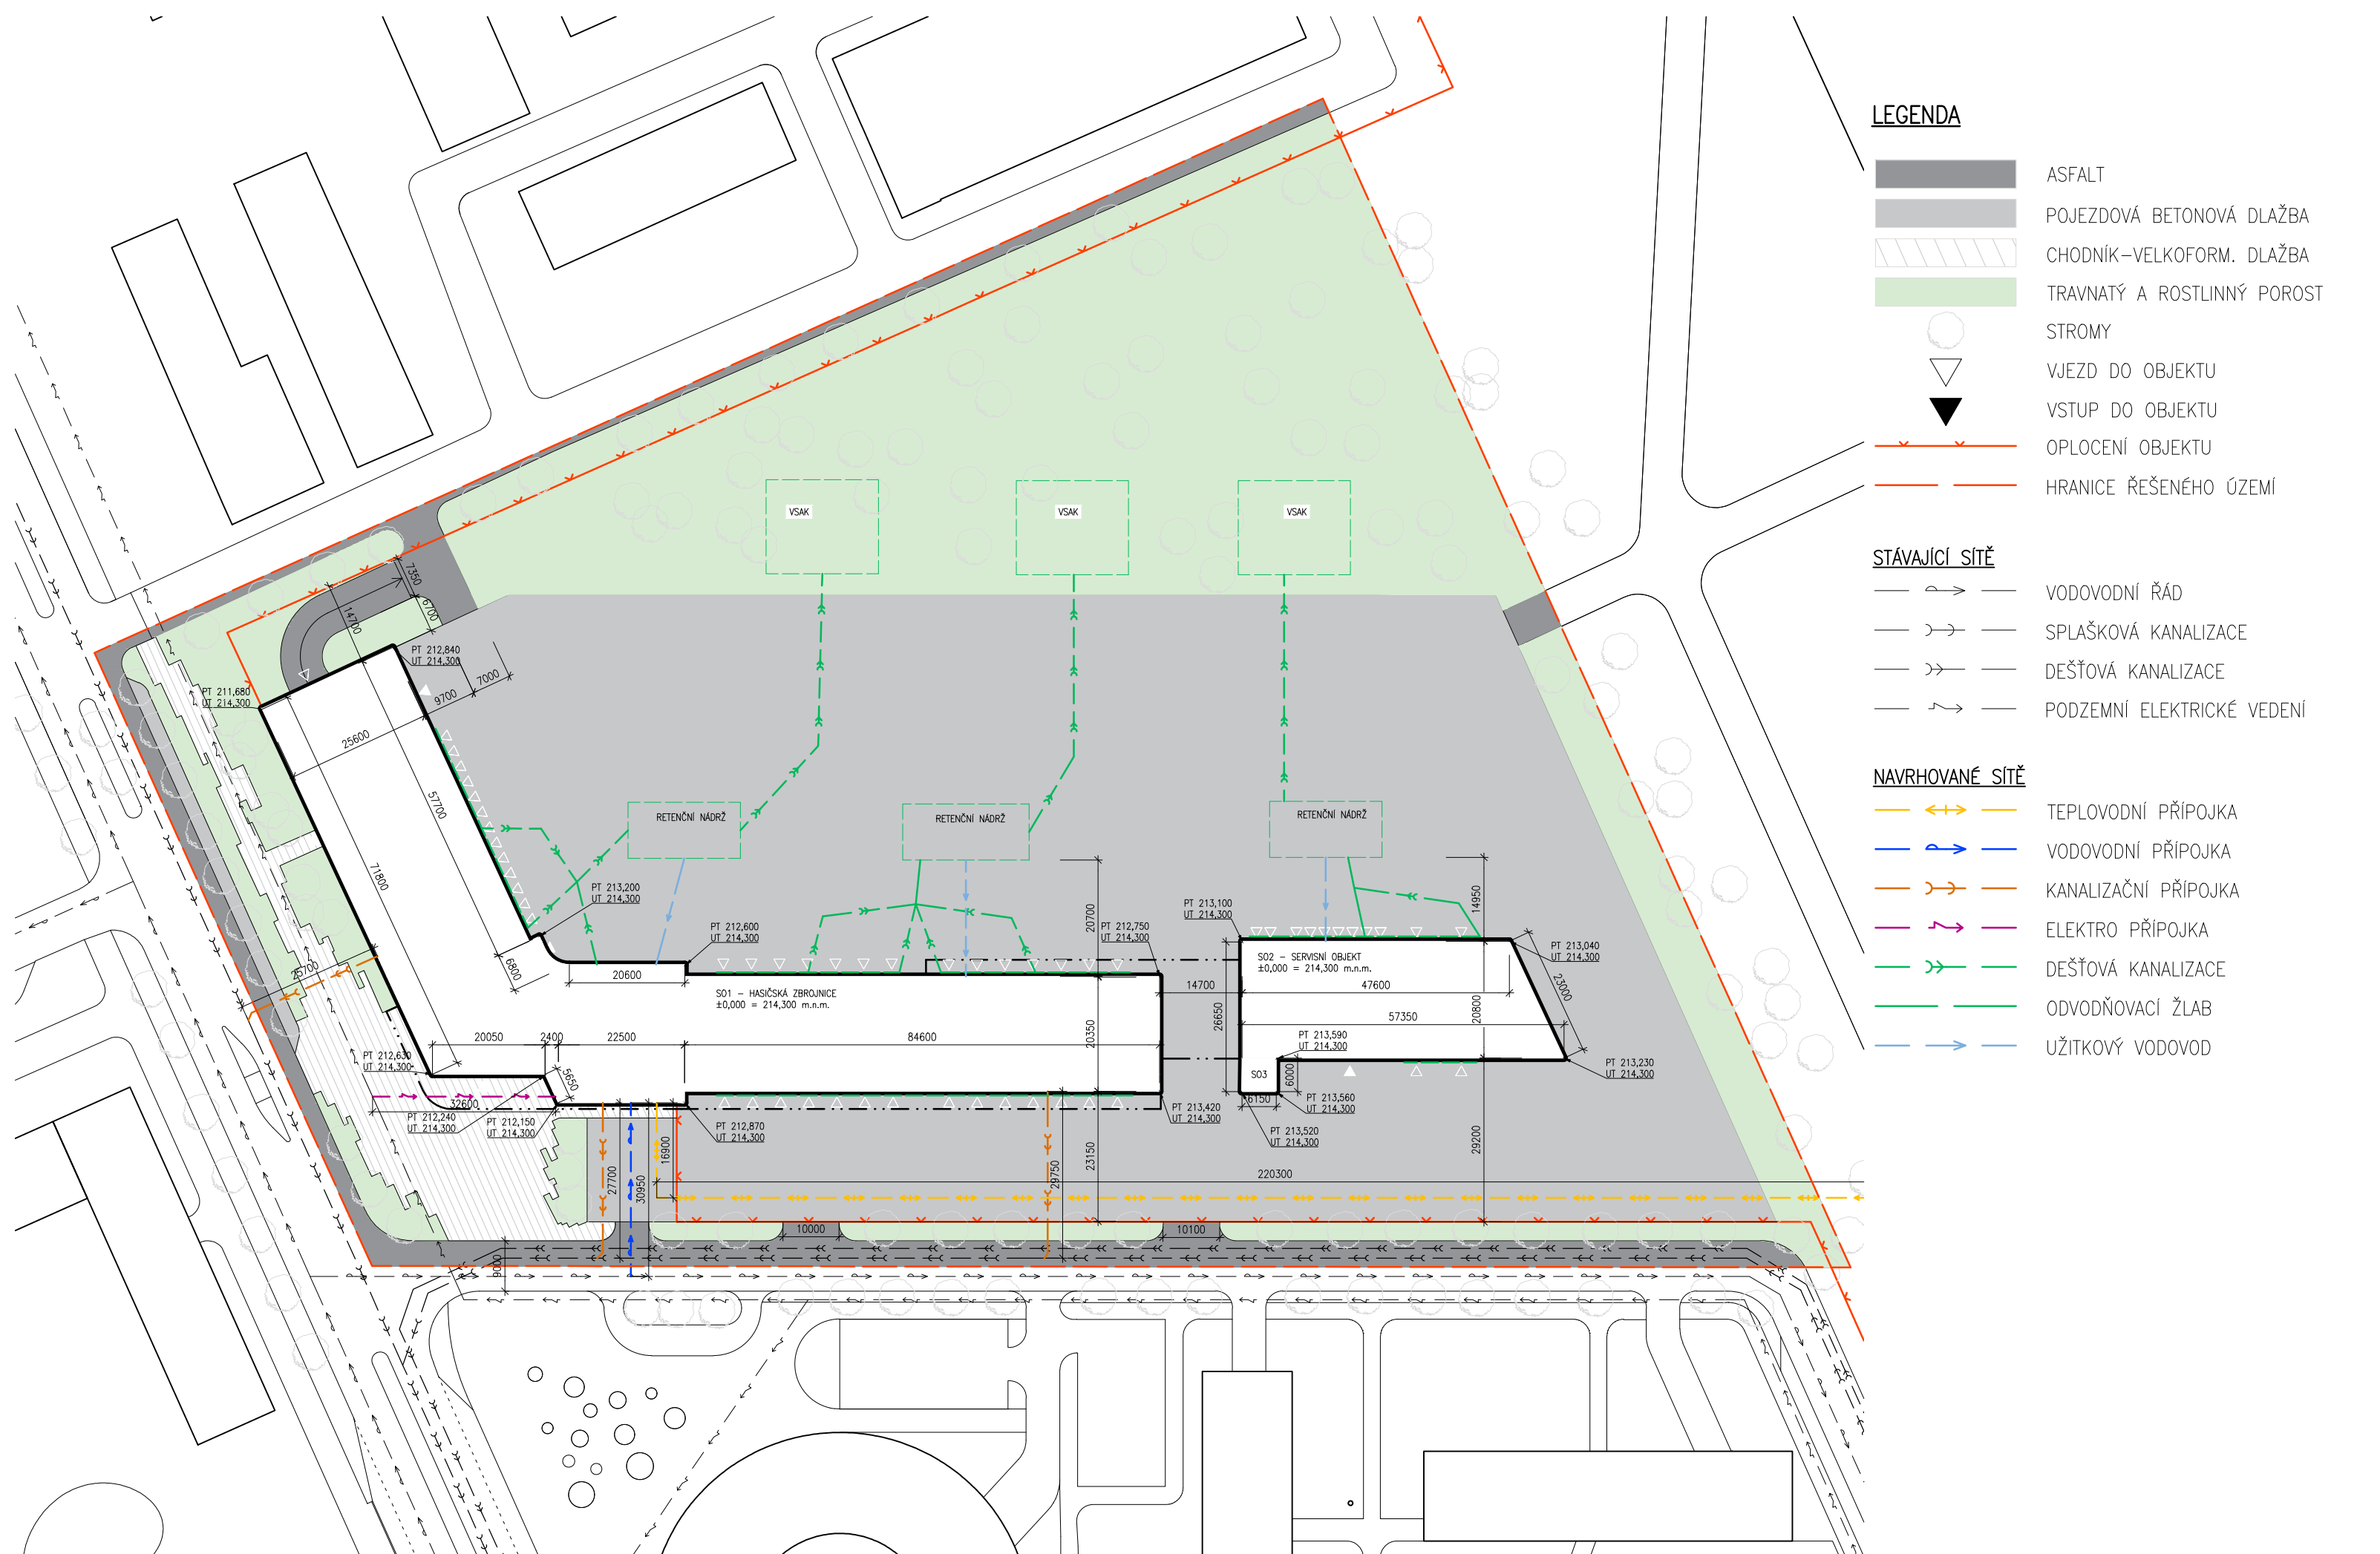 LEGENDA
ASFALT
POJEZDOVÁ BETONOVÁ DLAŽBA
CHODNÍK-VELKOFORM. DLAŽBA
TRAVNATÝ A ROSTLINNÝ POROST
STROMY
VJEZD DO OBJEKTU
VSTUP DO OBJEKTU
OPLOCENÍ OBJEKTU
HRANICE ŘEŠENÉHO ÚZEMÍ
STÁVAJÍCÍ SÍTĚ
VODOVODNÍ ŘÁD
SPLAŠKOVÁ KANALIZACE
DEŠŤOVÁ KANALIZACE
PODZEMNÍ ELEKTRICKÉ VEDENÍ
NAVRHOVANÉ SÍTĚ
TEPLOVODNÍ PŘÍPOJKA
VODOVODNÍ PŘÍPOJKA
KANALIZAČNÍ PŘÍPOJKA
ELEKTRO PŘÍPOJKA
DEŠŤOVÁ KANALIZACE
ODVODŇOVACÍ ŽLAB
UŽITKOVÝ VODOVOD
VSAK
VSAK
VSAK
7350
6700
14700
PT 212,840
UT 214,300
PT 211,680
UT 214,300
9700
7000
25600
57700
71800
RETENČNÍ NÁDRŽ
RETENČNÍ NÁDRŽ
RETENČNÍ NÁDRŽ
PT 213,200
UT 214,300
6800
25700
PT 212,600
UT 214,300
20600
20700
PT 212,750
UT 214,300
PT 213,100
UT 214,300
14950
PT 213,040
UT 214,300
23000
S01 - HASIČSKÁ ZBROJNICE
±0,000 = 214,300 m.n.m.
S02 - SERVISNÍ OBJEKT
±0,000 = 214,300 m.n.m.
14700
47600
26650
57350
20800
20050
2400
22500
84600
20350
PT 212,630
UT 214,300
5650
32600
PT 212,240
UT 214,300
PT 212,150
UT 214,300
PT 212,870
UT 214,300
PT 213,590
UT 214,300
S03
6000
6150
PT 213,230
UT 214,300
PT 213,420
UT 214,300
PT 213,560
UT 214,300
PT 213,520
UT 214,300
16900
27700
30950
29750
23150
29200
220300
10000
10100
9000